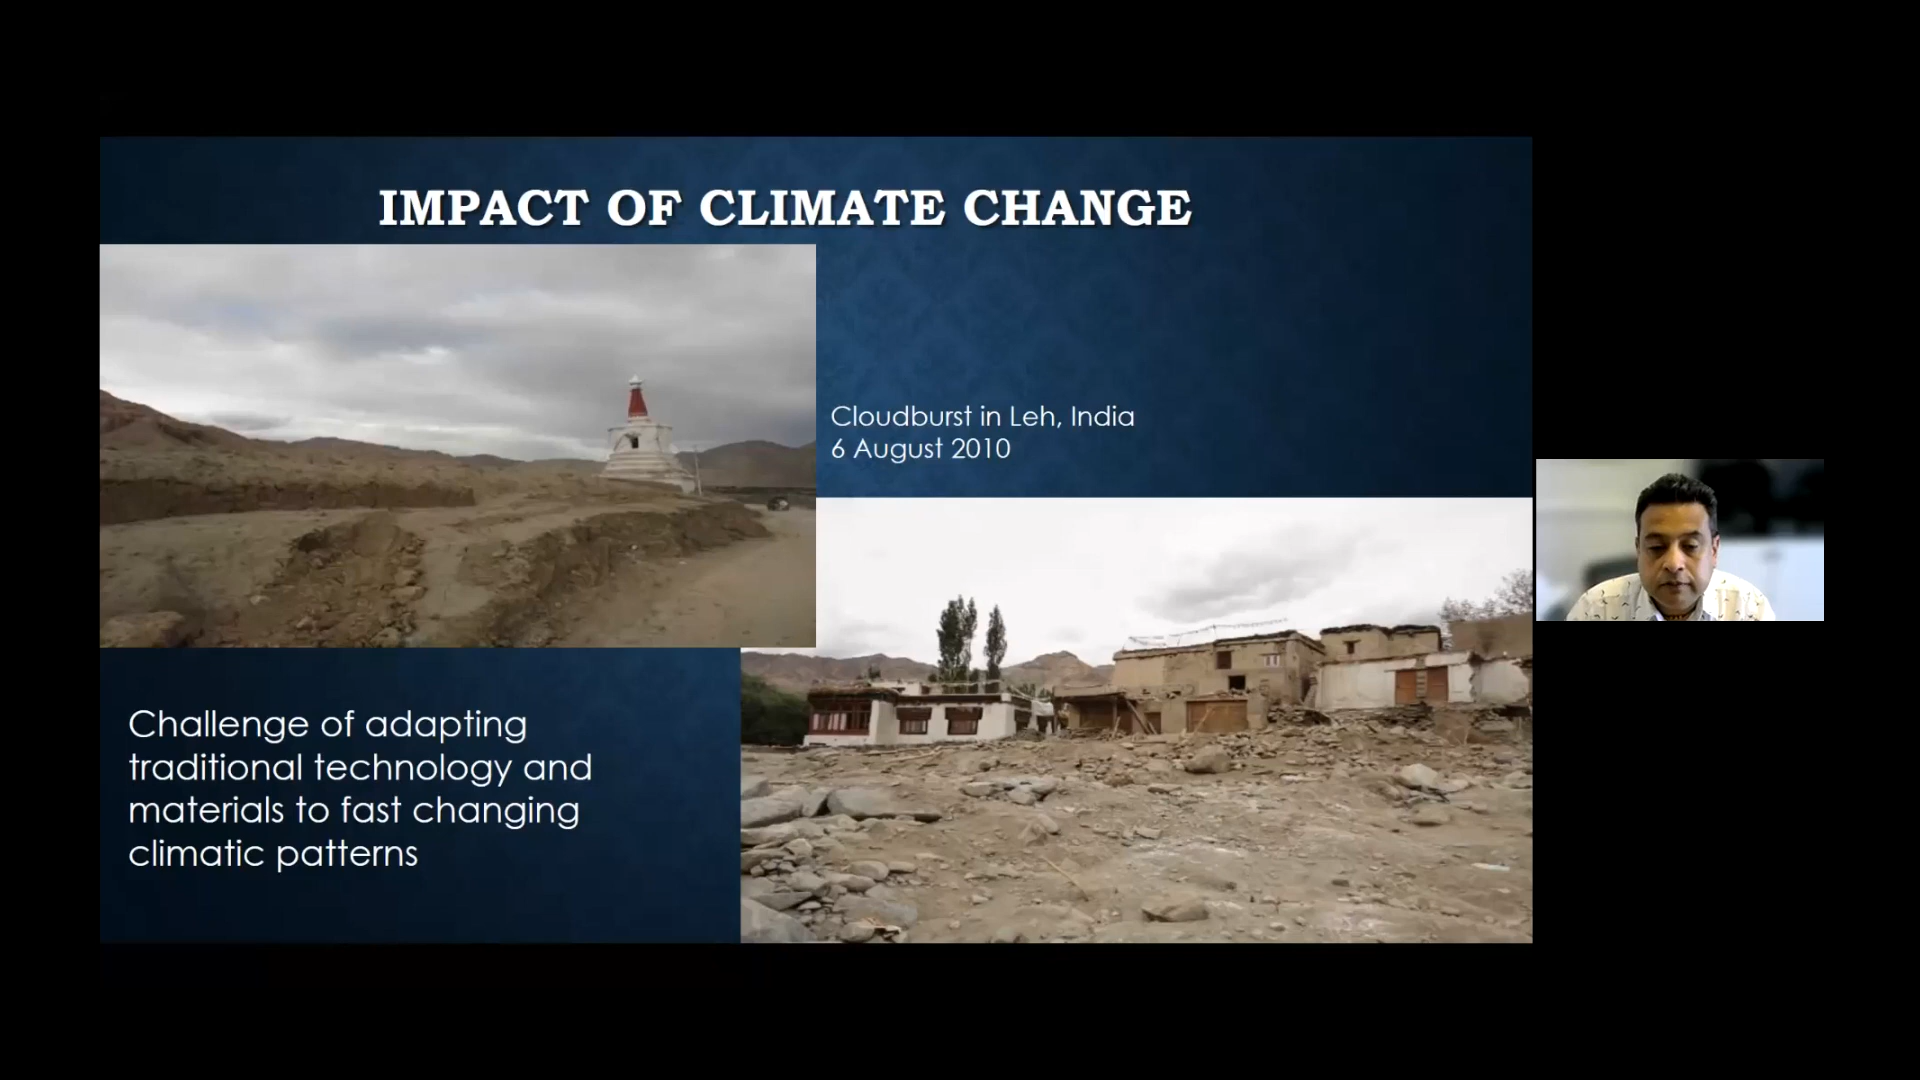 IMPACT OF CLIMATE CHANGE
Cloudburst in Leh, India
6 August 2010
Challenge of adapting
traditional technology and
materials to fast changing
climatic patterns